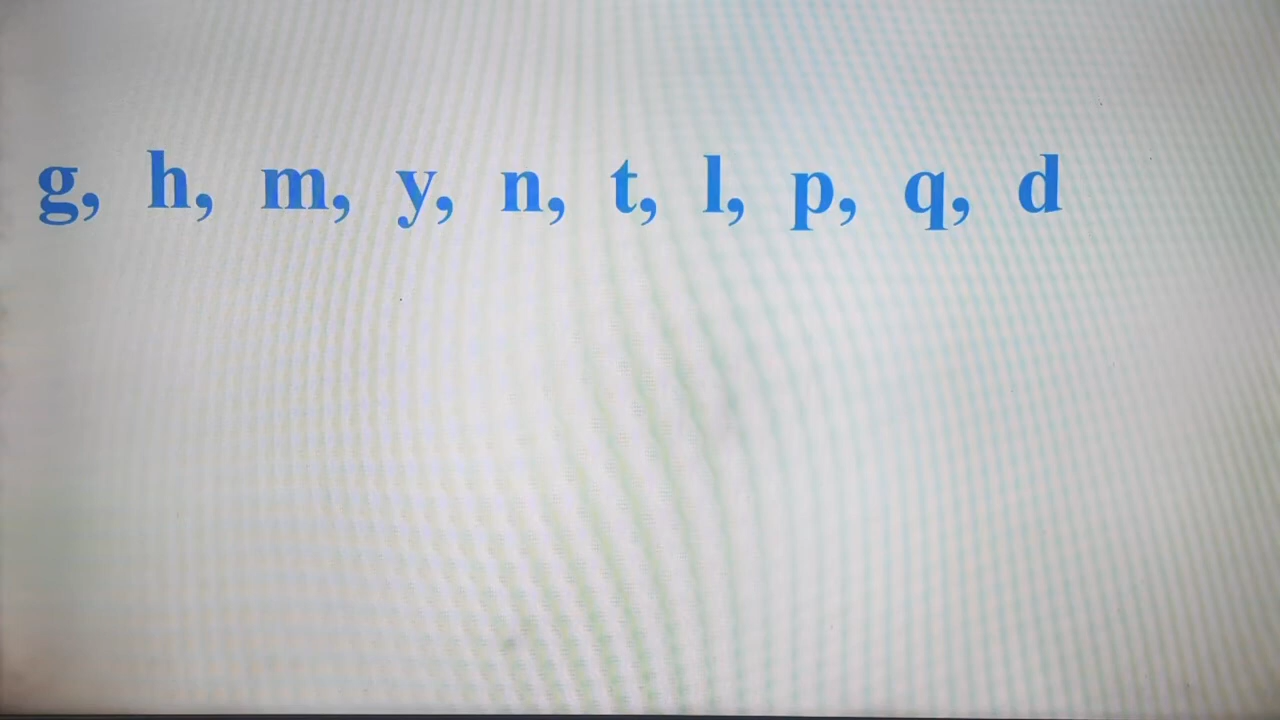 g, h, m, y, n, t, l, p, q, d